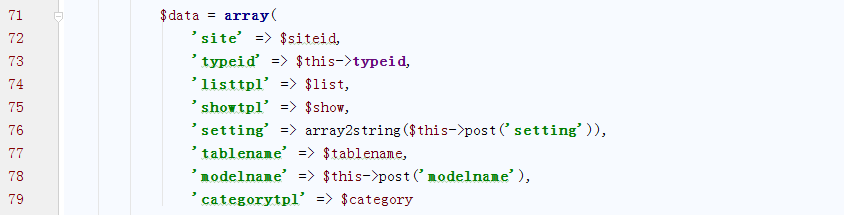 71 $data = array(
72 'site' => $siteid,
73 'typeid' => $this->typeid,
74 'listtpl' => $list,
75 'showtpl' => $show,
76 'setting' => array2string($this->post('setting')),
77 'tablename' => $tablename,
78 'modelname' => $this->post('modelname'),
79 'categorytpl' => $category